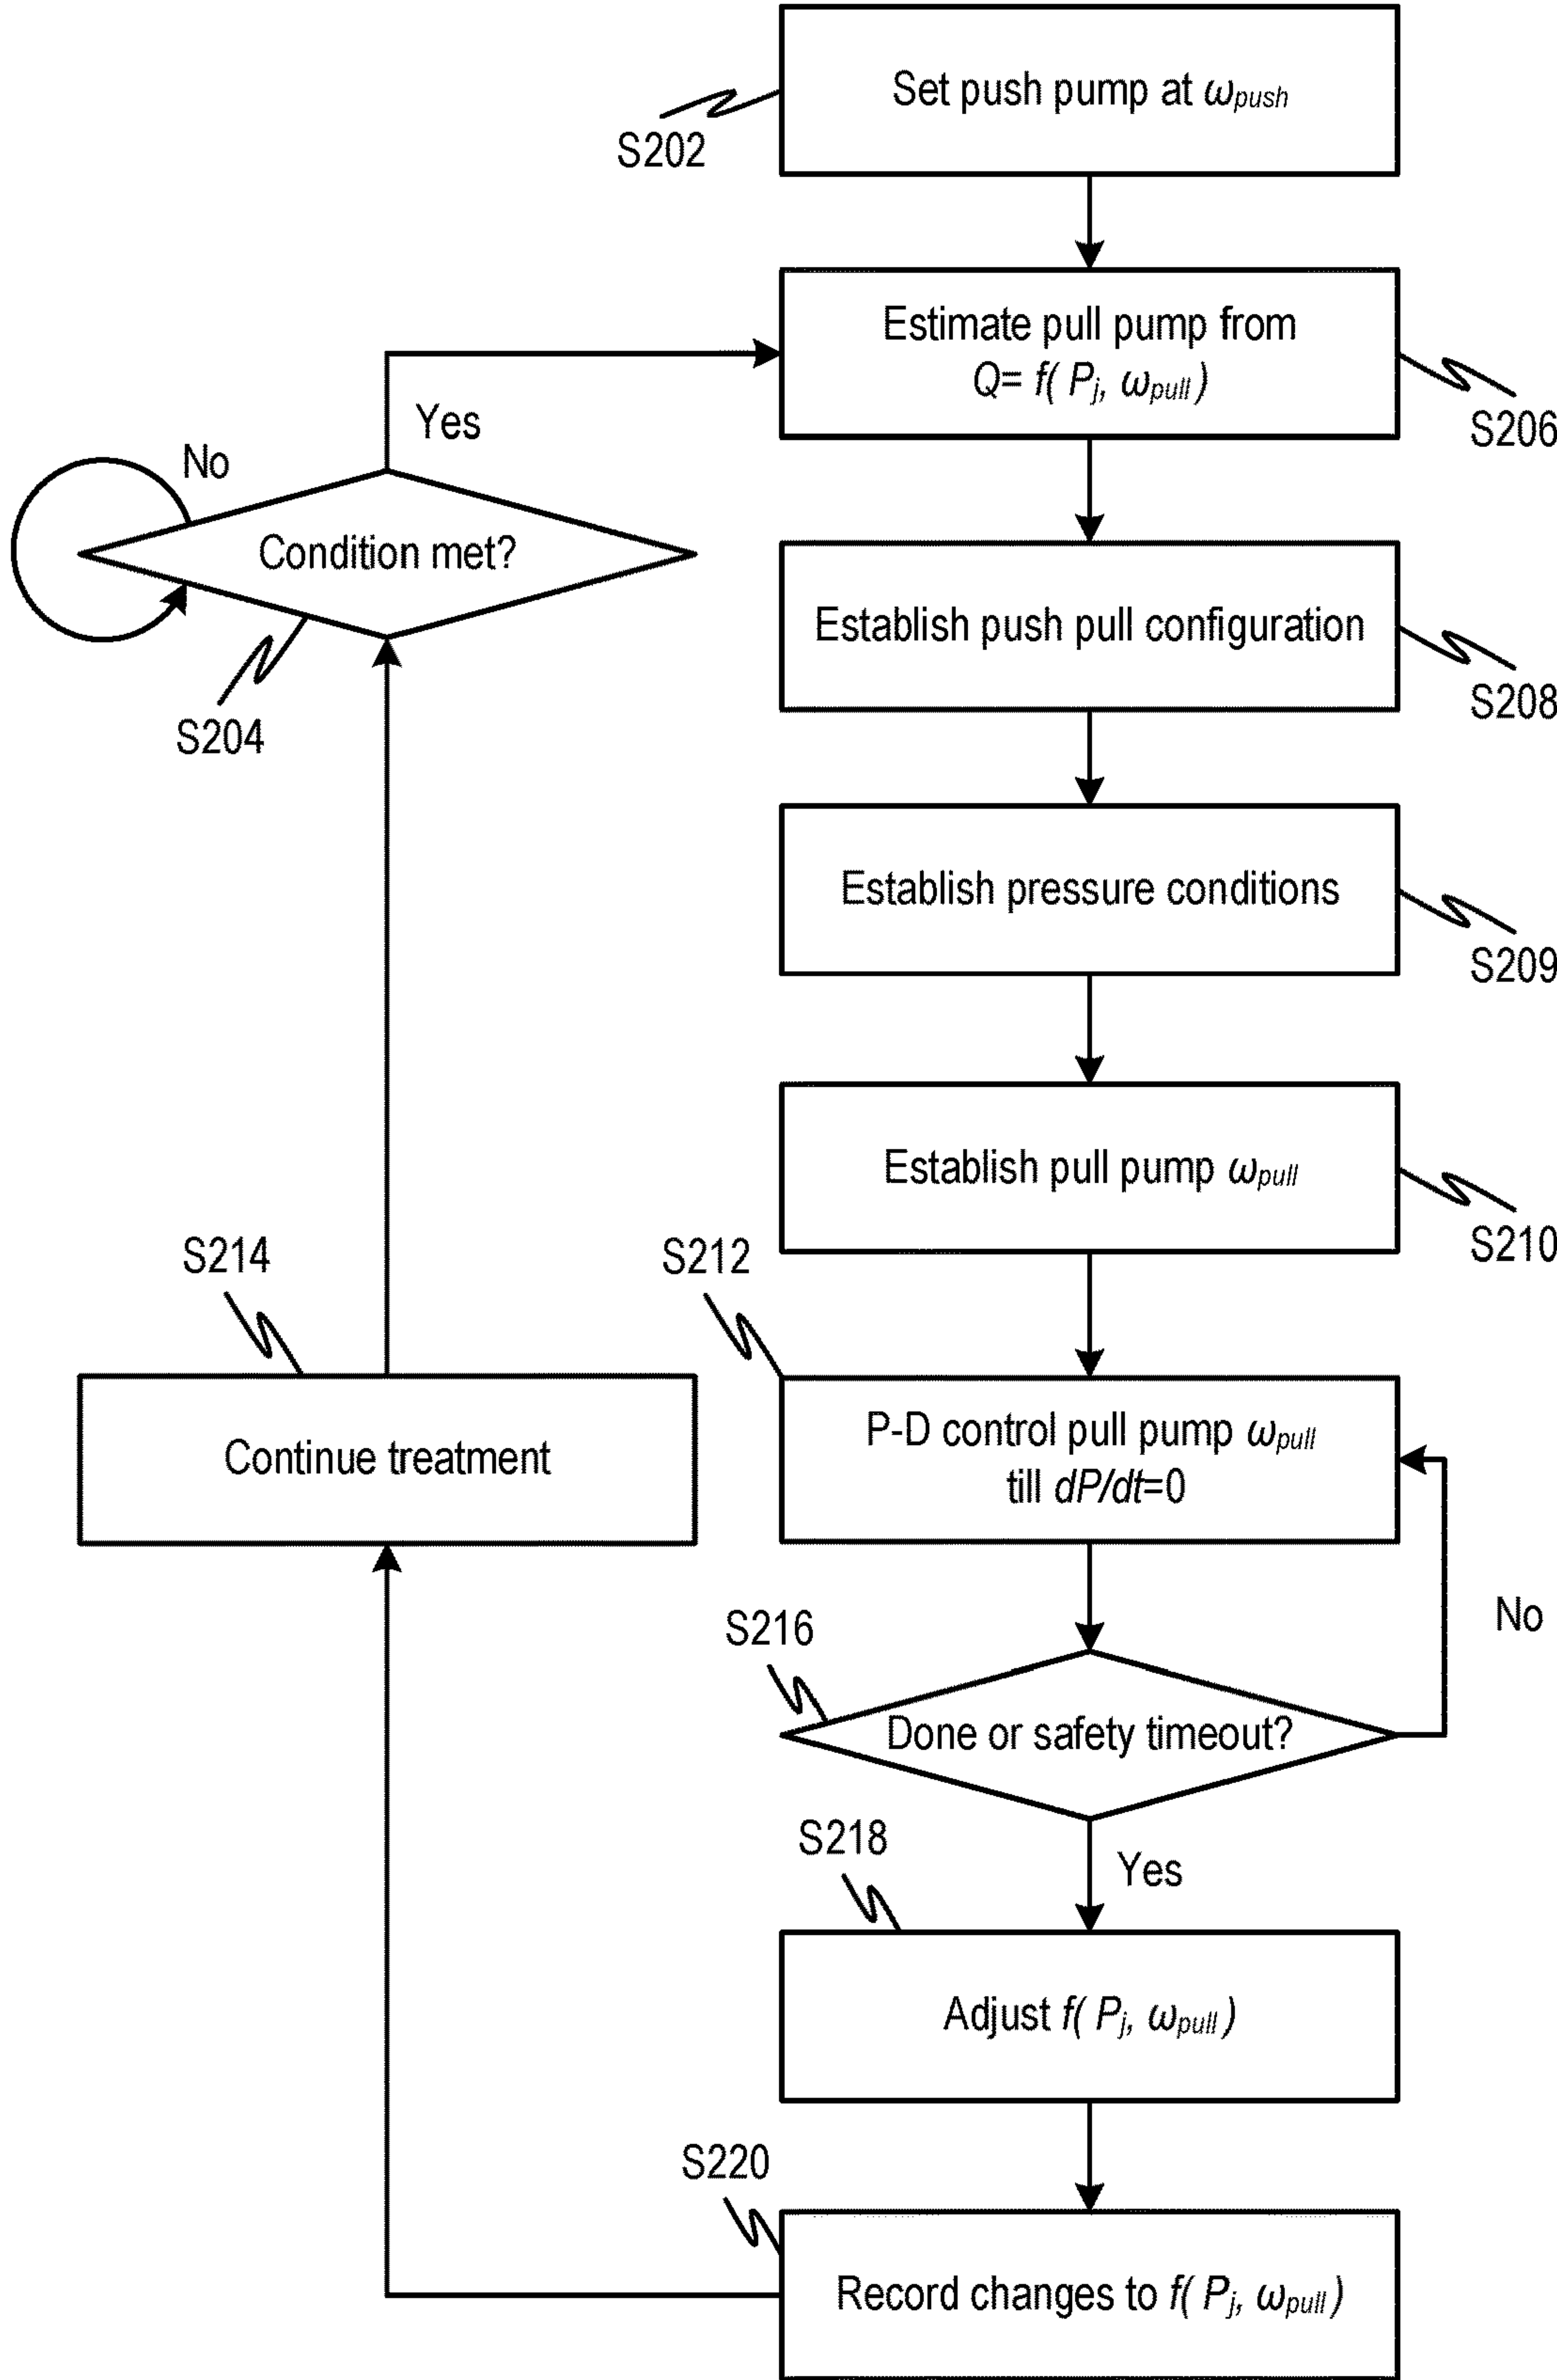 Set push pump at ωpush
S202
Estimate pull pump from
Q= f( Pj, ωpull )
S206
Yes
No
Condition met?
S204
Establish push pull configuration
S208
Establish pressure conditions
S209
Establish pull pump ωpull
S210
S214
S212
Continue treatment
P-D control pull pump ωpull
till dP/dt=0
No
S216
Done or safety timeout?
S218
Yes
Adjust f( Pj, ωpull )
S220
Record changes to f( Pj, ωpull )